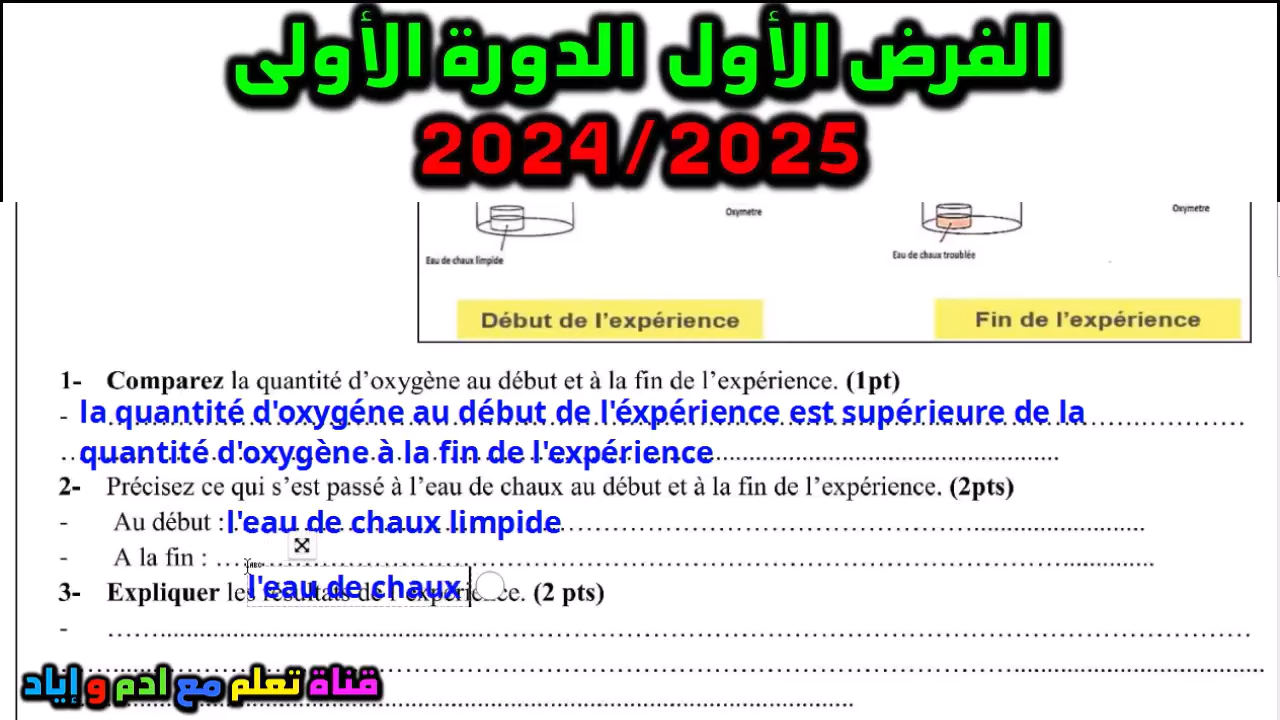 الفرض الأول الدورة الأولى
2024/2025
Oxymetre
Oxymetre
Eau de chaux limpide
Eau de chaux troublée
Début de l'expérience
Fin de l'expérience
1- Comparez la quantité d'oxygène au début et à la fin de l'expérience. (1pt)
- la quantité d'oxygéne au début de l'éxpérience est supérieure de la
quantité d'oxygène à la fin de l'expérience
2- Précisez ce qui s'est passé à l'eau de chaux au début et à la fin de l'expérience. (2pts)
- Au début : l'eau de chaux limpide
- A la fin :
l'eau de chaux
3- Expliquer les résultats de l'expérience. (2 pts)
-
قناة تعلم مع ادم و إياد